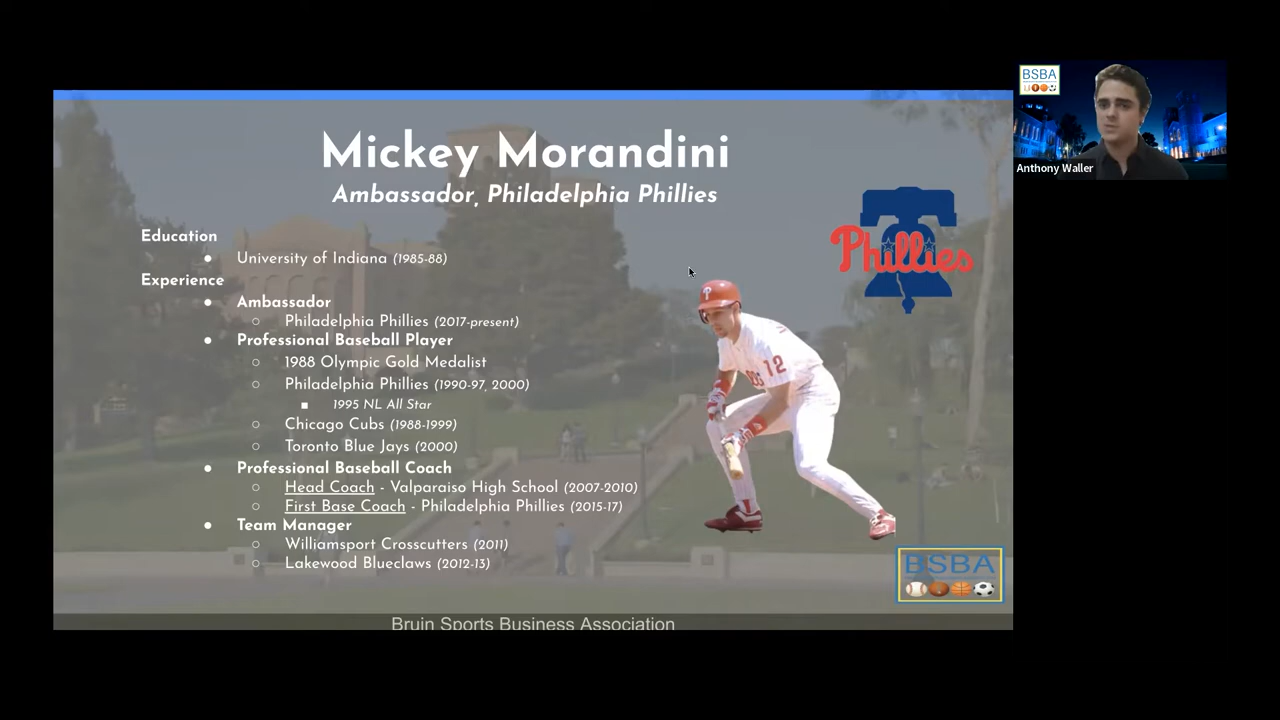 BSBA
Anthony Waller
Mickey Morandini
Ambassador, Philadelphia Phillies
Phillies
Education
University of Indiana (1985-88)
Experience
Ambassador
Philadelphia Phillies (2017-present)
Professional Baseball Player
1988 Olympic Gold Medalist
Philadelphia Phillies (1990-97, 2000)
1995 NL All Star
Chicago Cubs (1988-1999)
Toronto Blue Jays (2000)
Professional Baseball Coach
Head Coach - Valparaiso High School (2007-2010)
First Base Coach - Philadelphia Phillies (2015-17)
Team Manager
Williamsport Crosscutters (2011)
Lakewood Blueclaws (2012-13)
P
12
BSBA
Bruin Sports Business Association